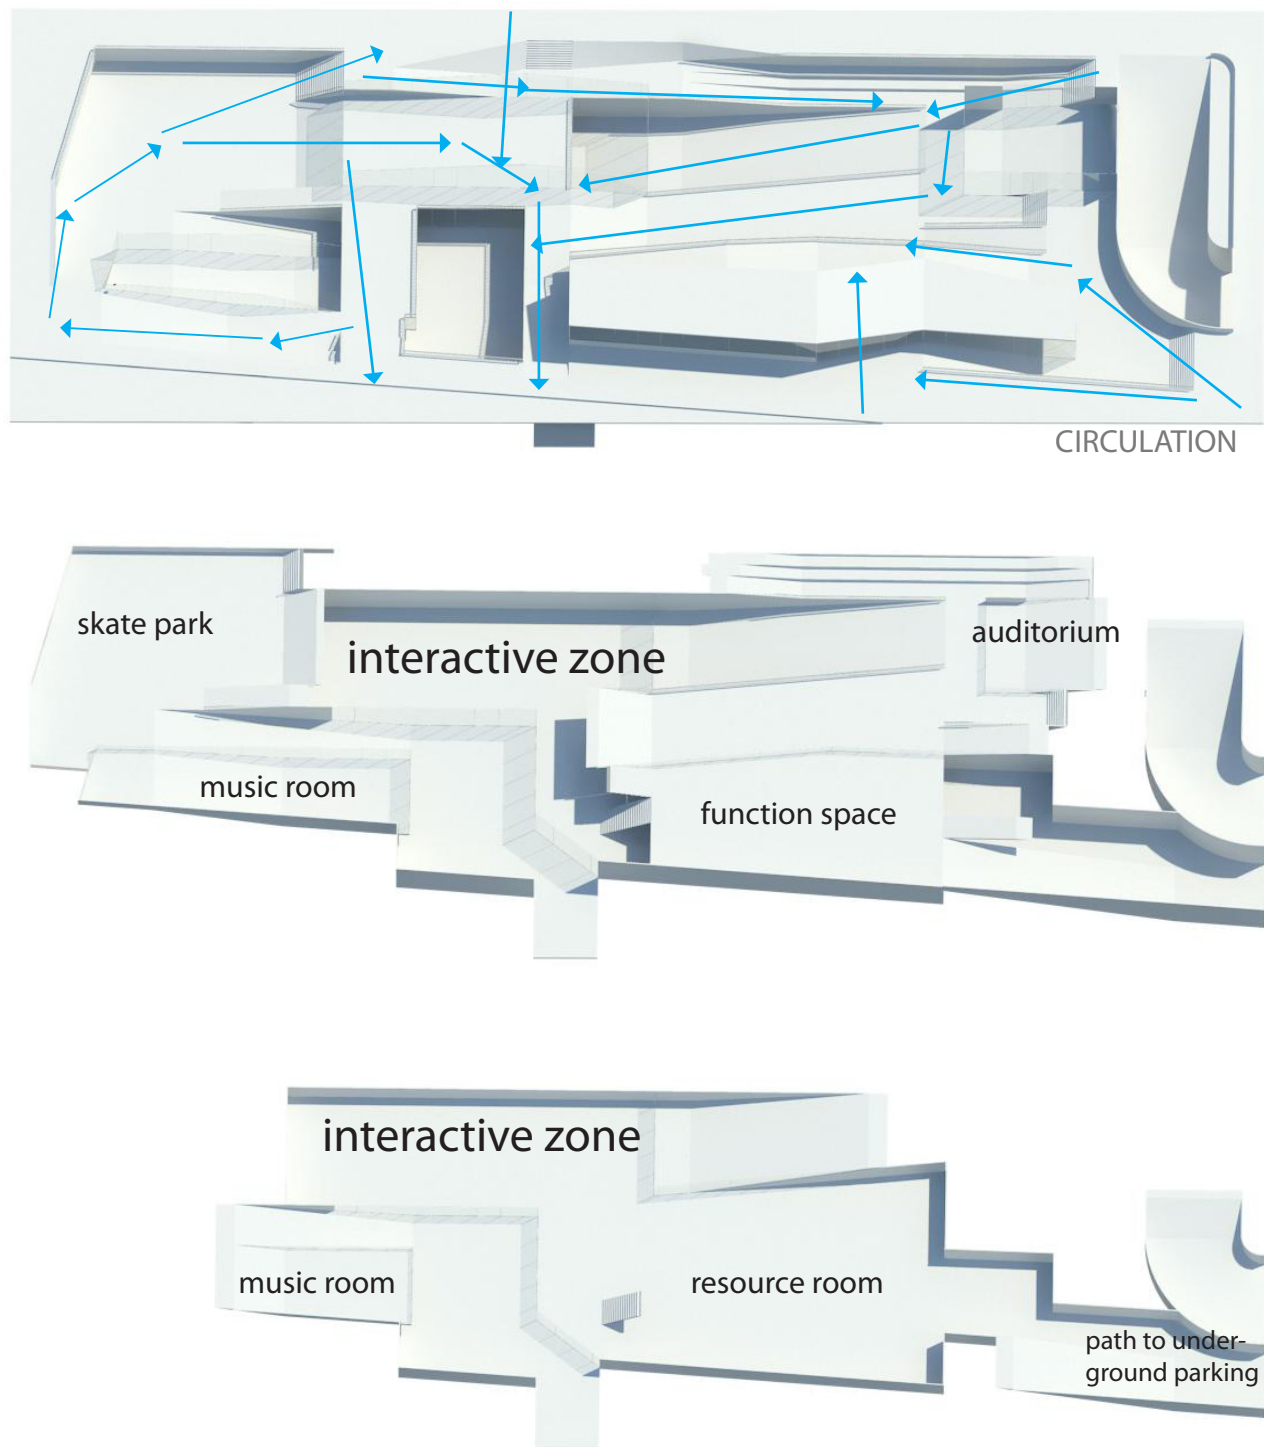 CIRCULATION
skate park
auditorium
interactive zone
music room
function space
interactive zone
music room
resource room
path to under-
ground parking